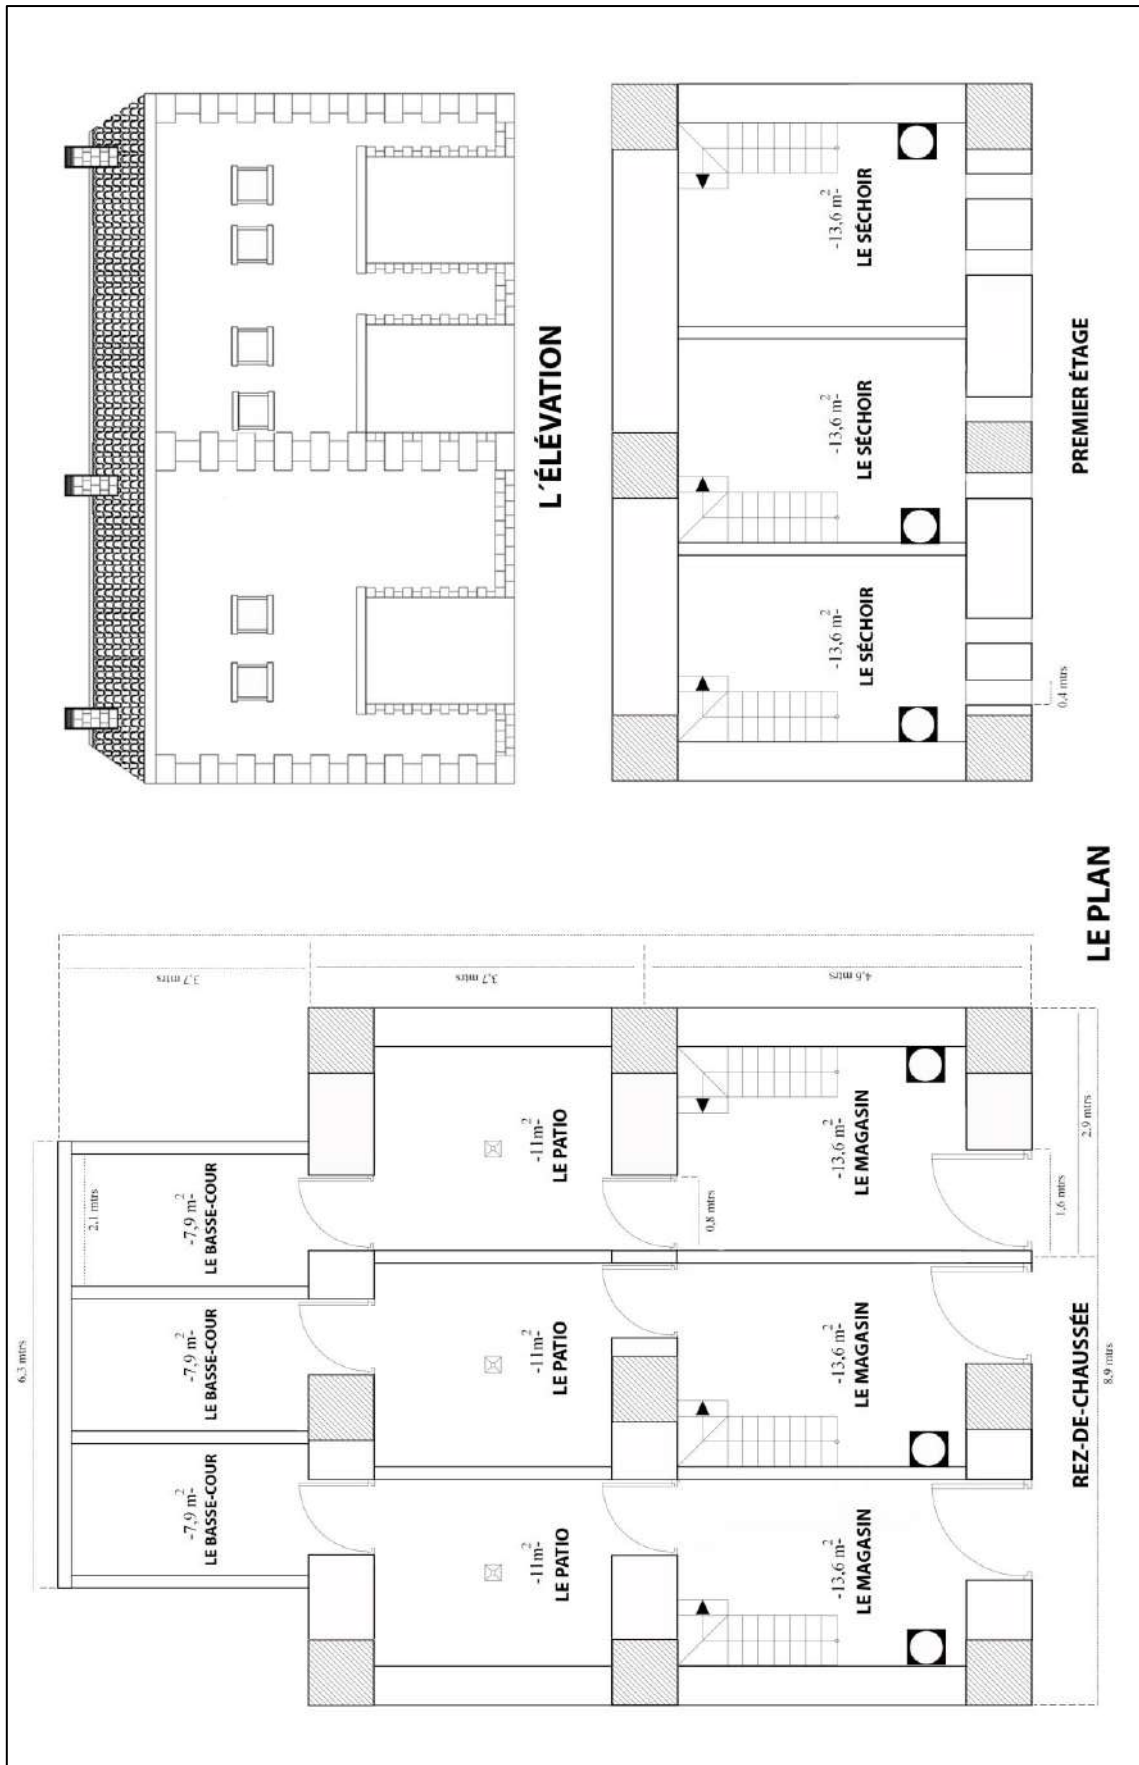 6,3 mtrs
2,1 mtrs
3,7 mtrs
-7,9 m²-
LE BASSE-COUR
-7,9 m²-
LE BASSE-COUR
-7,9 m²-
LE BASSE-COUR
3,7 mtrs
-11m²-
LE PATIO
-11m²-
LE PATIO
-11m²-
LE PATIO
0,8 mtrs
4,6 mtrs
-13,6 m²-
LE MAGASIN
-13,6 m²-
LE MAGASIN
-13,6 m²-
LE MAGASIN
1,6 mtrs
2,9 mtrs
8,9 mtrs
REZ-DE-CHAUSSÉE
LE PLAN
L´ÉLÉVATION
-13,6 m²-
LE SÉCHOIR
-13,6 m²-
LE SÉCHOIR
-13,6 m²-
LE SÉCHOIR
0,4 mtrs
PREMIER ÉTAGE